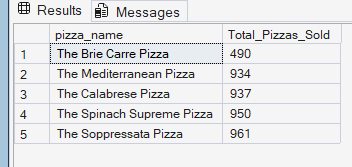 Results Messages
pizza_name Total_Pizzas_Sold
1 The Brie Carre Pizza 490
2 The Mediterranean Pizza 934
3 The Calabrese Pizza 937
4 The Spinach Supreme Pizza 950
5 The Soppressata Pizza 961